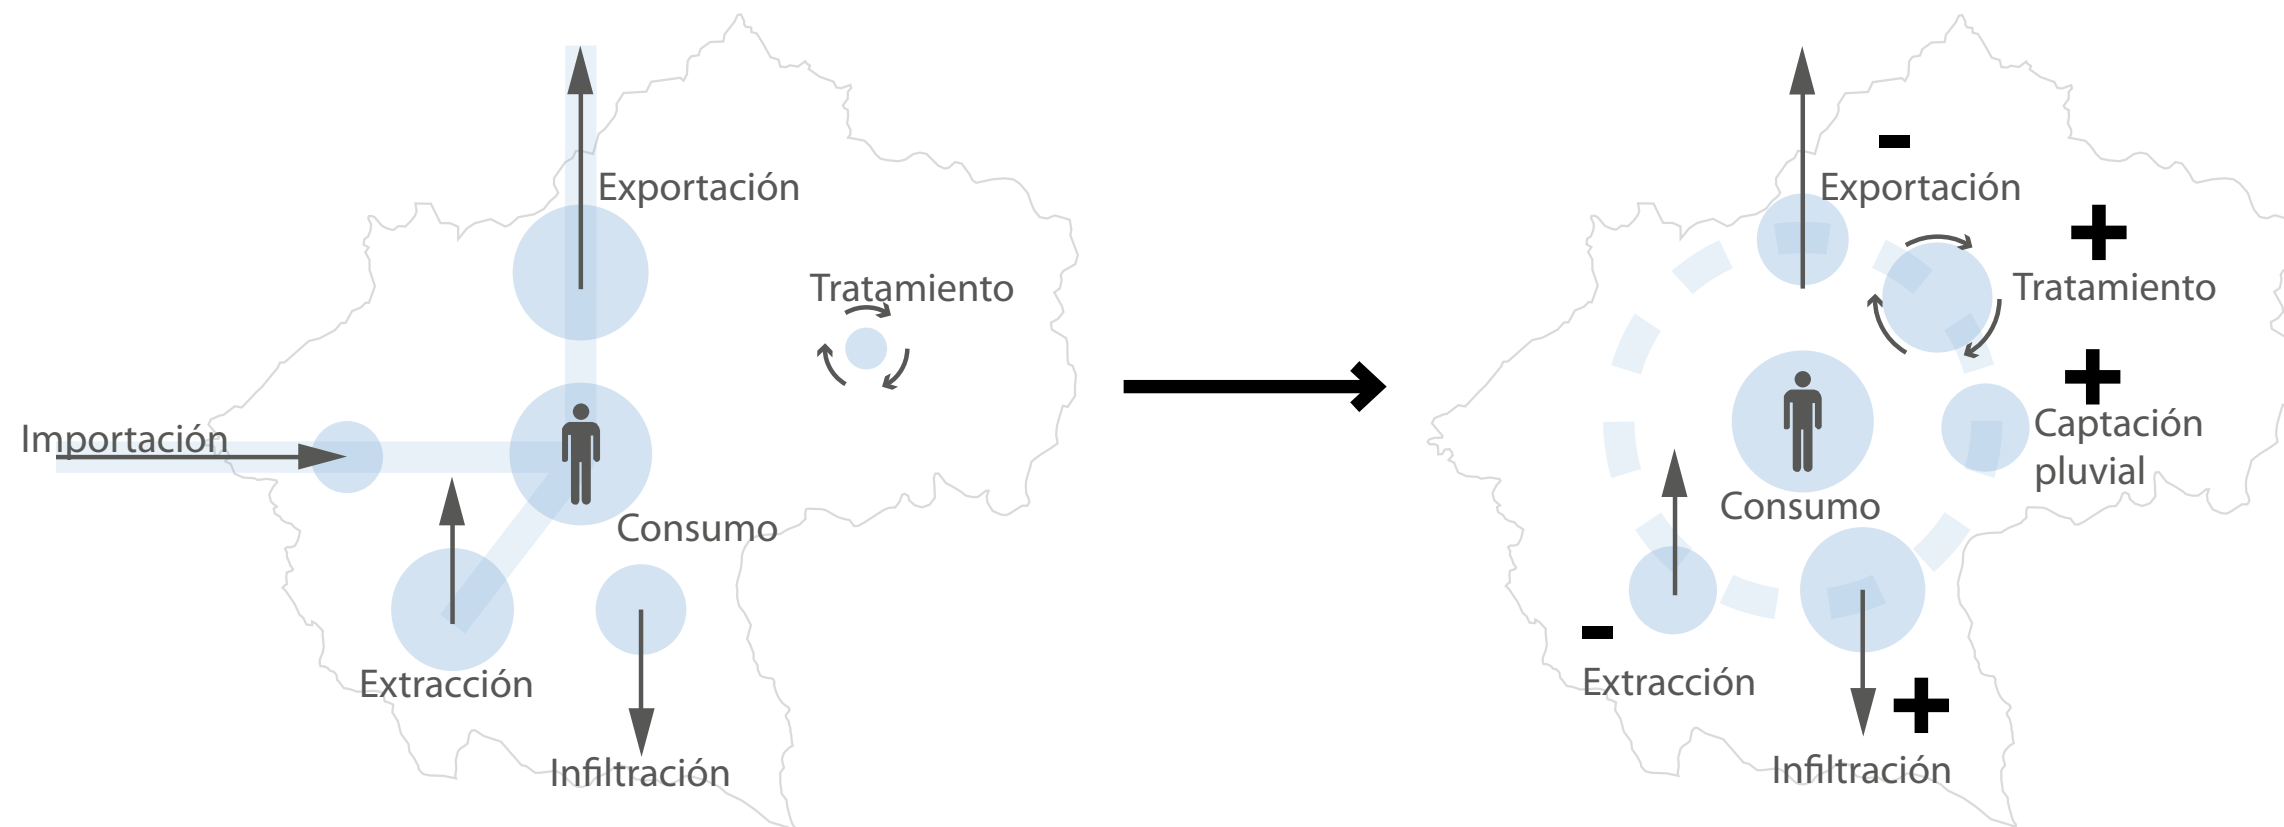 Exportación
Tratamiento
Importación
Consumo
Extracción
Infiltración
-
Exportación
+
Tratamiento
+
Captación
pluvial
Consumo
-
Extracción
+
Infiltración